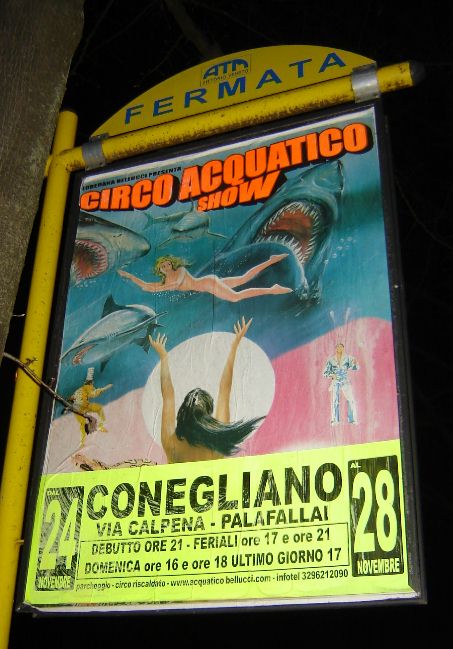 ATM
VITTORIO VENETO
FERMATA
LOREDANA BELLUCCI PRESENTA
CIRCO ACQUATICO
SHOW
DAL 24 NOVEMBRE
CONEGLIANO
VIA CALPENA - PALAFALLAI
DEBUTTO ORE 21 - FERIALI ore 17 e ore 21
DOMENICA ore 16 e ore 18 ULTIMO GIORNO 17
AL 28 NOVEMBRE
parcheggio - circo riscaldato - www.acquatico bellucci.com - infotel 3296212090